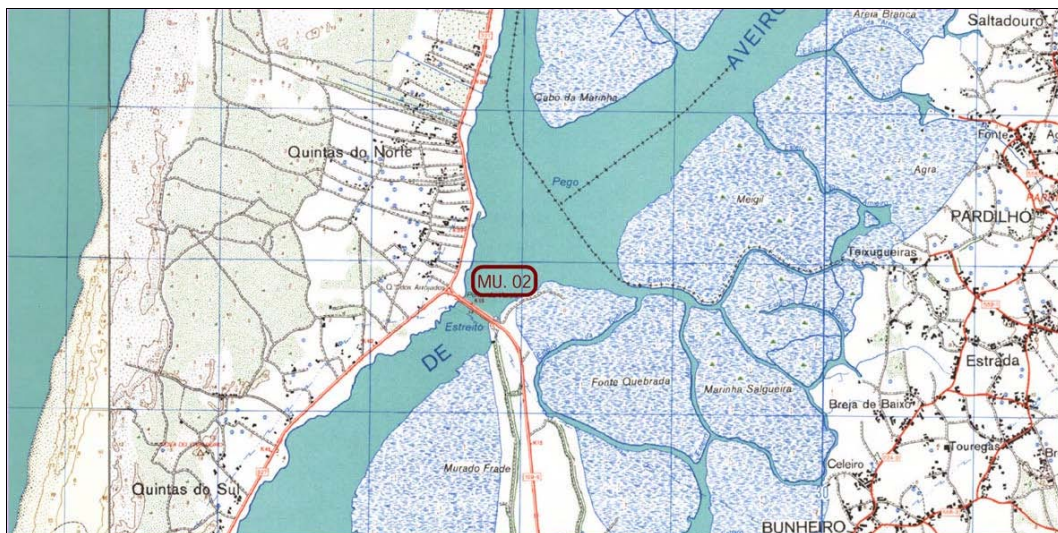 Areia Branca
Saltadouro
AVEIRO
Cabo da Marinha
Fonte
Quintas do Norte
Agra
Pego
Meigil
PARDILHÓ
Teixugueiras
MU. 02
Estreito
DE
Estrada
Fonte Quebrada
Marinha Salgueira
Breja de Baixo
Touregas
Murado Frade
Celeiro
Quintas do Sul
BUNHEIRO